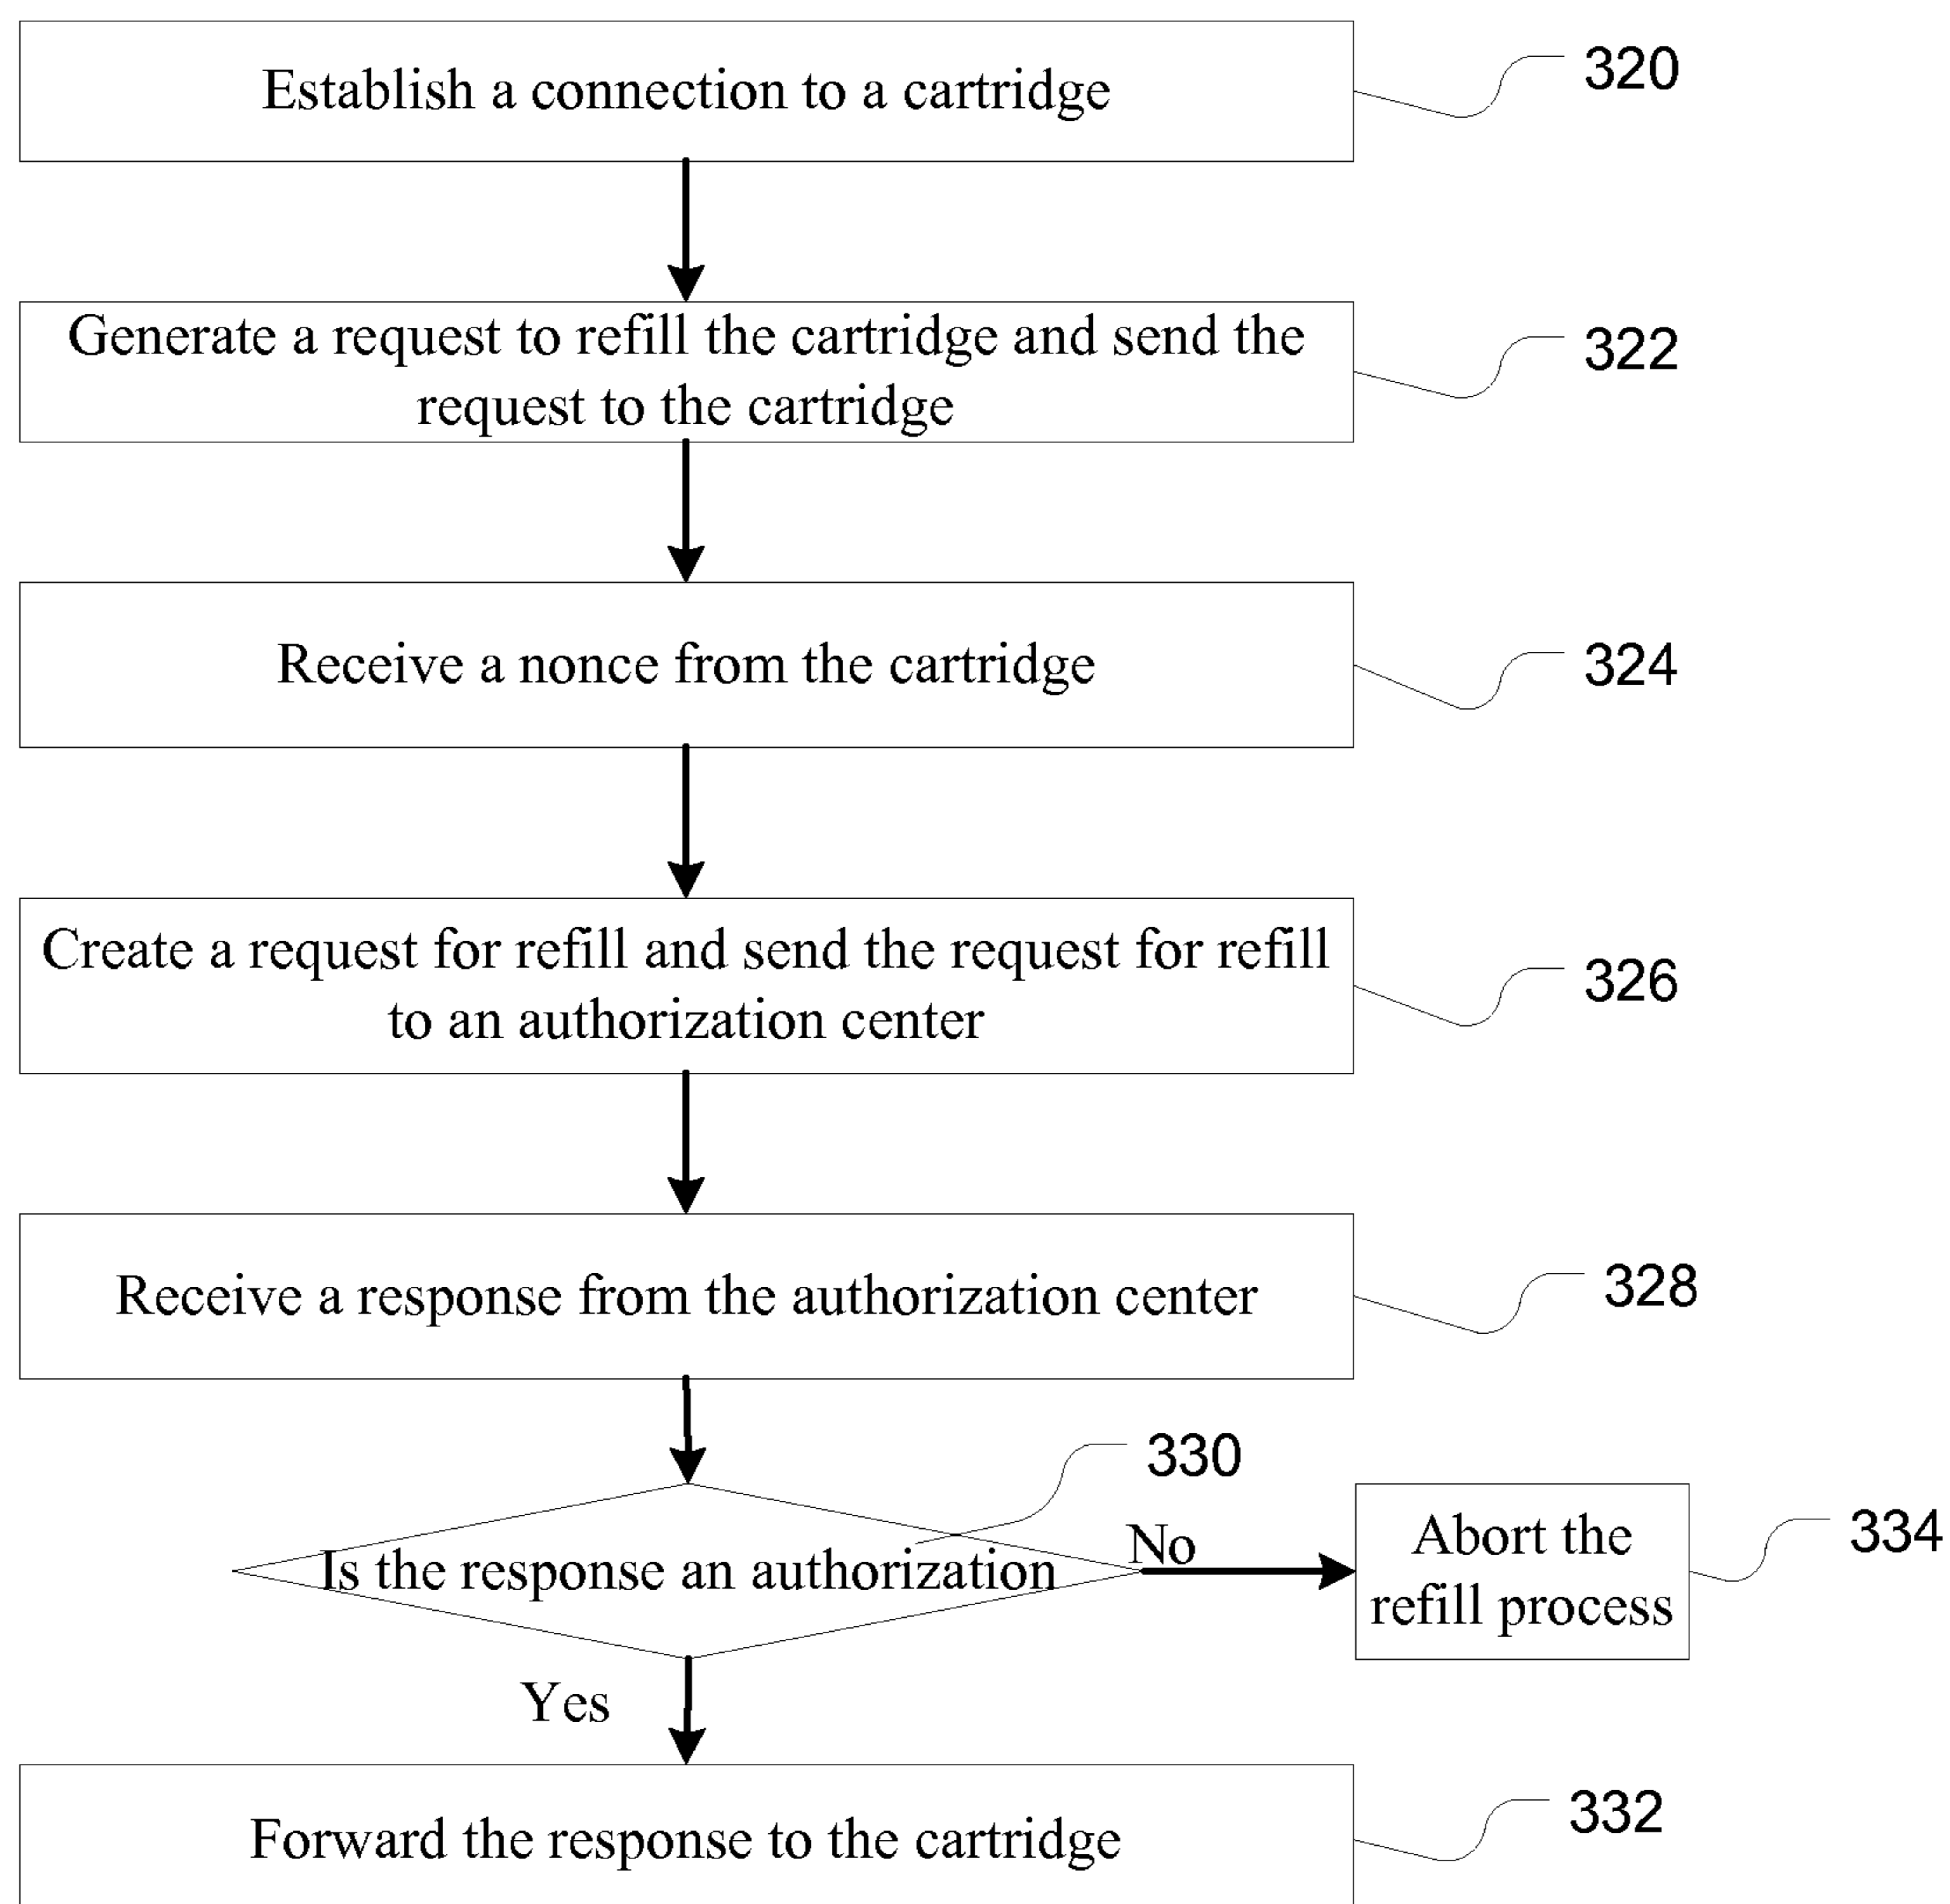 Establish a connection to a cartridge
320
Generate a request to refill the cartridge and send the
request to the cartridge
322
Receive a nonce from the cartridge
324
Create a request for refill and send the request for refill
to an authorization center
326
Receive a response from the authorization center
328
330
Is the response an authorization
No
Abort the
refill process
334
Yes
Forward the response to the cartridge
332